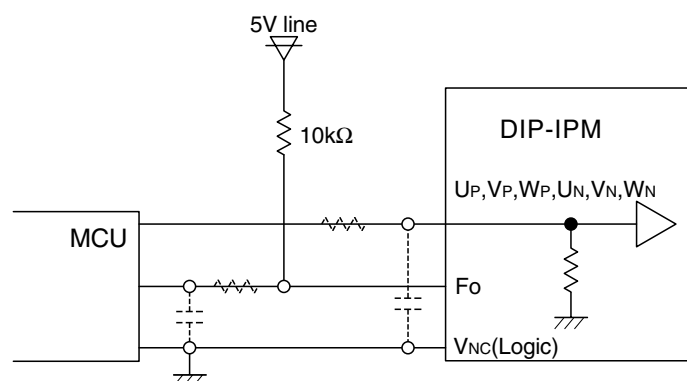 5V line
10kΩ
DIP-IPM
UP,VP,WP,UN,VN,WN
MCU
Fo
VNC(Logic)